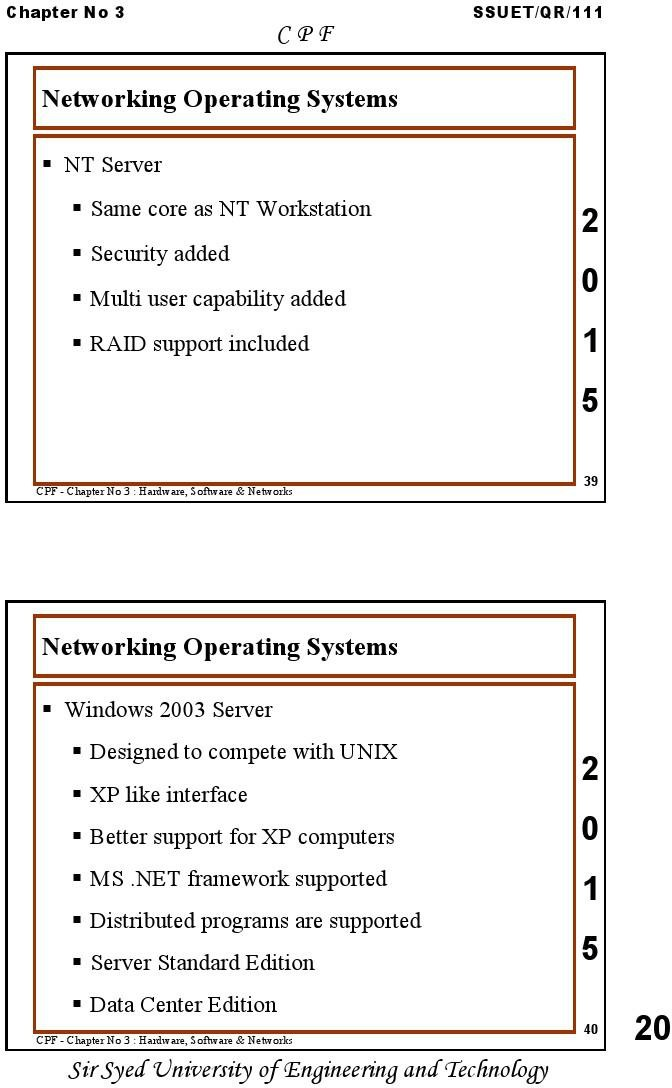 Chapter No 3 SSUET/QR/111
C P F
Networking Operating Systems
▪ NT Server
▪ Same core as NT Workstation
▪ Security added
▪ Multi user capability added
▪ RAID support included
2
0
1
5
39
CPF - Chapter No 3 : Hardware, Software & Networks
Networking Operating Systems
▪ Windows 2003 Server
▪ Designed to compete with UNIX
▪ XP like interface
▪ Better support for XP computers
▪ MS .NET framework supported
▪ Distributed programs are supported
▪ Server Standard Edition
▪ Data Center Edition
2
0
1
5
40
CPF - Chapter No 3 : Hardware, Software & Networks
20
Sir Syed University of Engineering and Technology